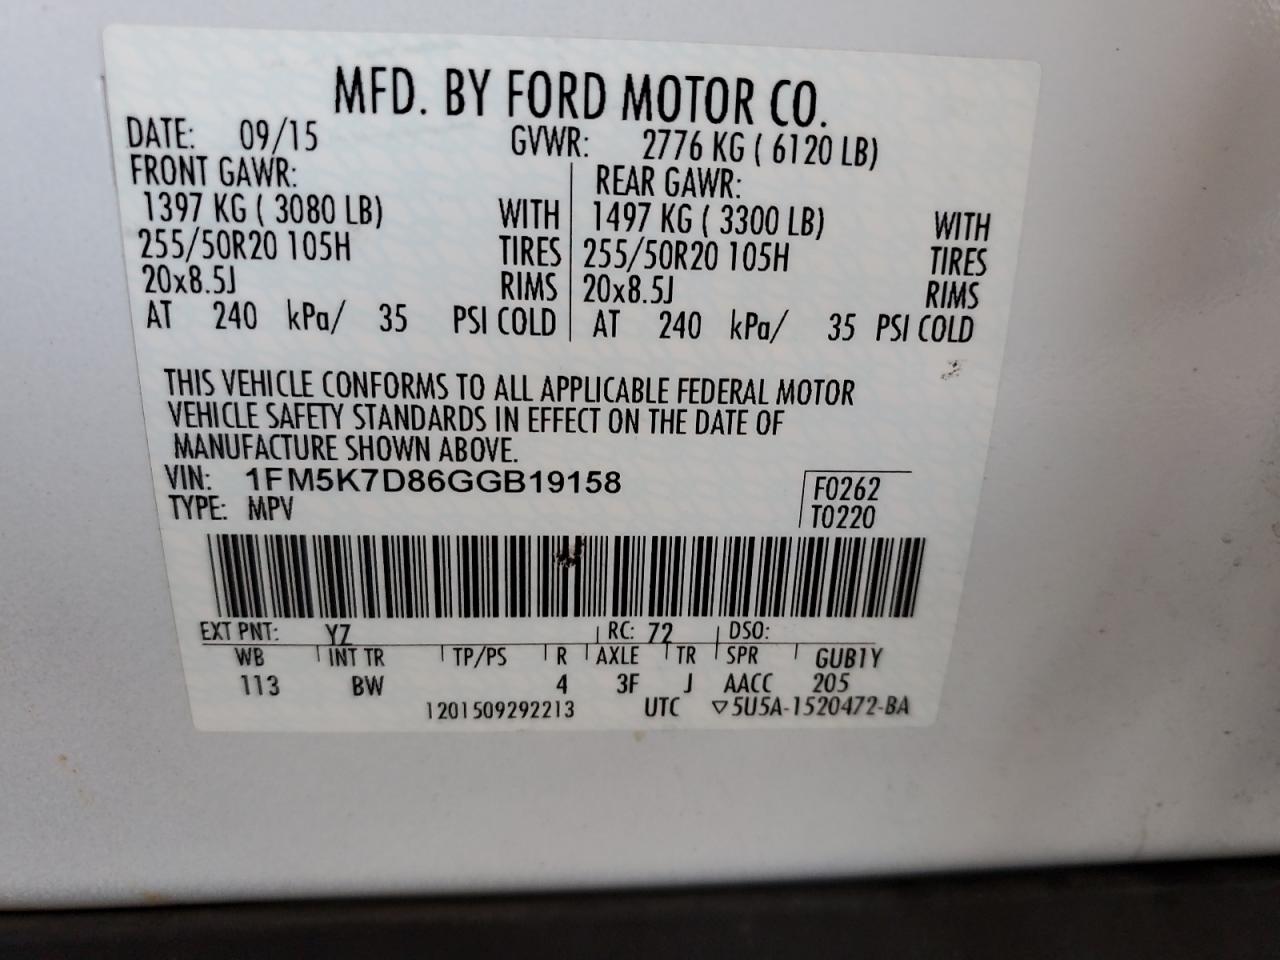 MFD. BY FORD MOTOR CO.
DATE: 09/15 GVWR: 2776 KG ( 6120 LB)
FRONT GAWR: REAR GAWR:
1397 KG ( 3080 LB) WITH 1497 KG ( 3300 LB) WITH
255/50R20 105H TIRES 255/50R20 105H TIRES
20x8.5J RIMS 20x8.5J RIMS
AT 240 kPa/ 35 PSI COLD AT 240 kPa/ 35 PSI COLD
THIS VEHICLE CONFORMS TO ALL APPLICABLE FEDERAL MOTOR
VEHICLE SAFETY STANDARDS IN EFFECT ON THE DATE OF
MANUFACTURE SHOWN ABOVE.
VIN: 1FM5K7D86GGB19158 F0262
TYPE: MPV T0220
EXT PNT: YZ RC: 72 DSO:
WB INT TR TP/PS R AXLE TR SPR GUB1Y
113 BW 4 3F J AACC 205
1201509292213 UTC ▽5U5A-1520472-BA